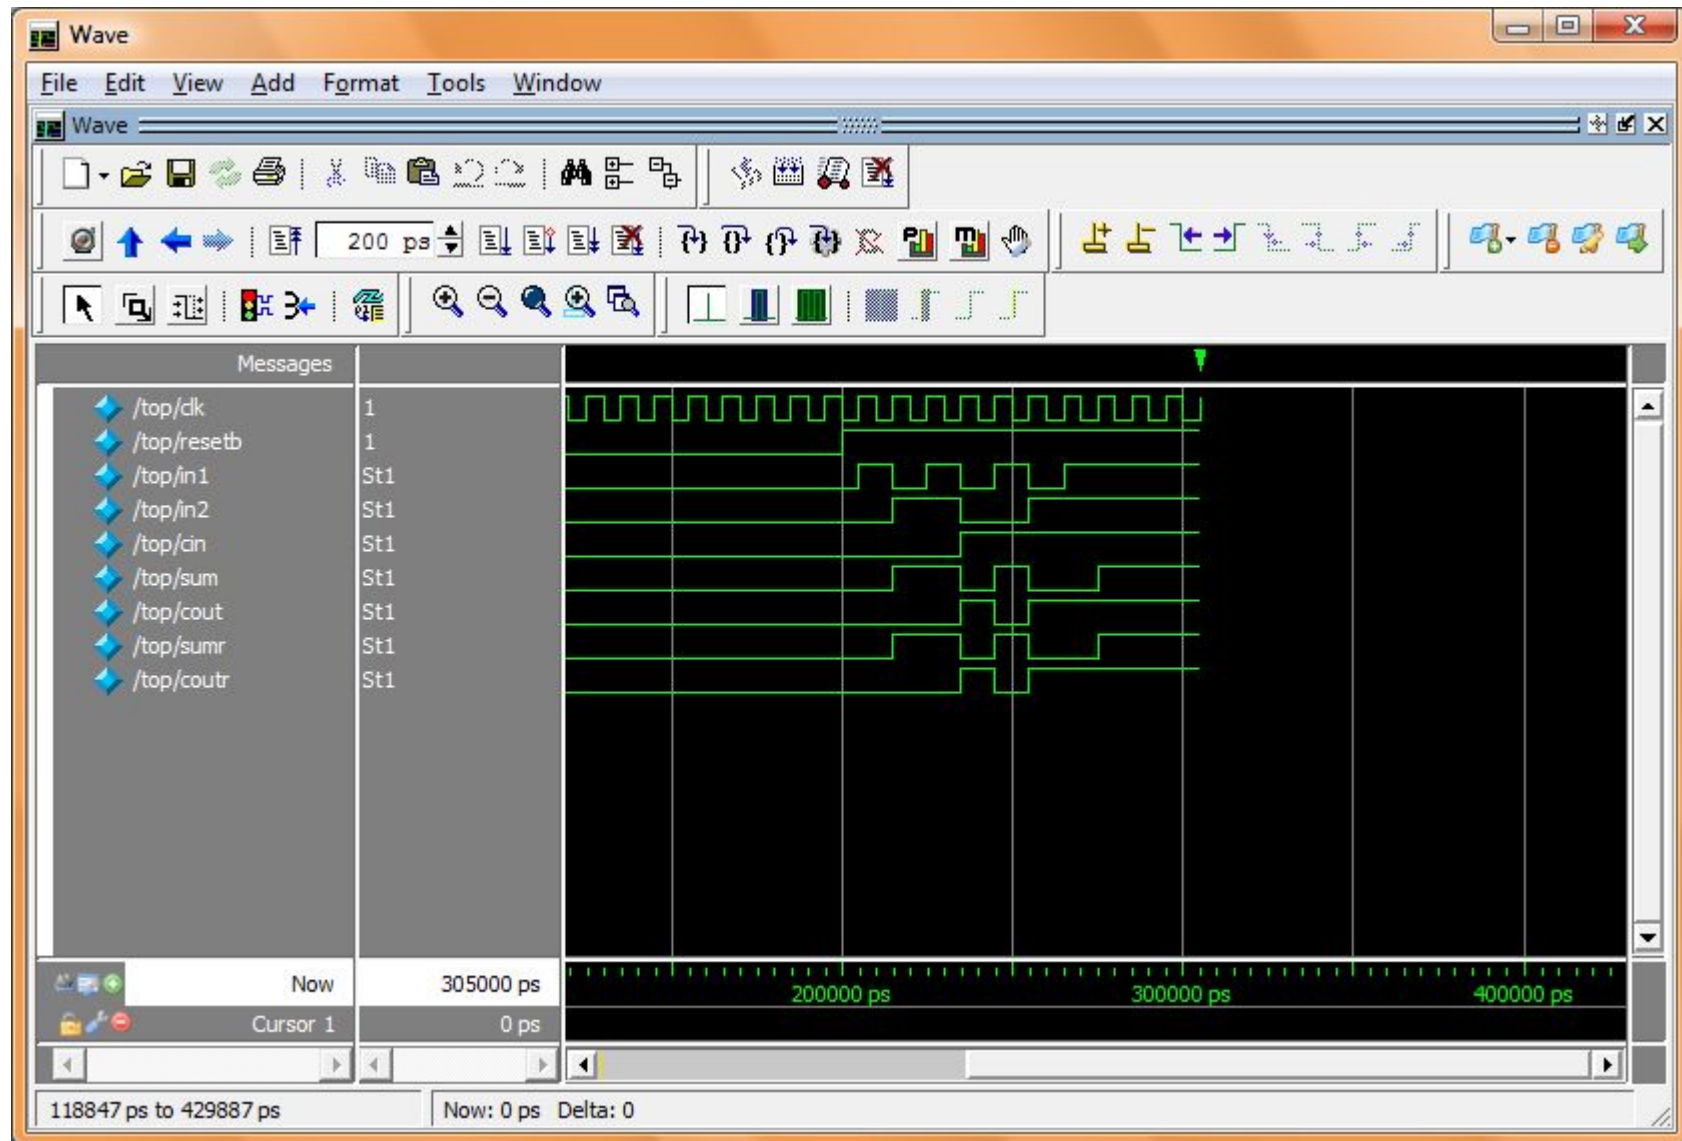 Wave
File Edit View Add Format Tools Window
Wave
200 ps
Messages
/top/clk 1
/top/resetb 1
/top/in1 St1
/top/in2 St1
/top/cin St1
/top/sum St1
/top/cout St1
/top/sumr St1
/top/coutr St1
Now 305000 ps 200000 ps 300000 ps 400000 ps
Cursor 1 0 ps
118847 ps to 429887 ps Now: 0 ps Delta: 0